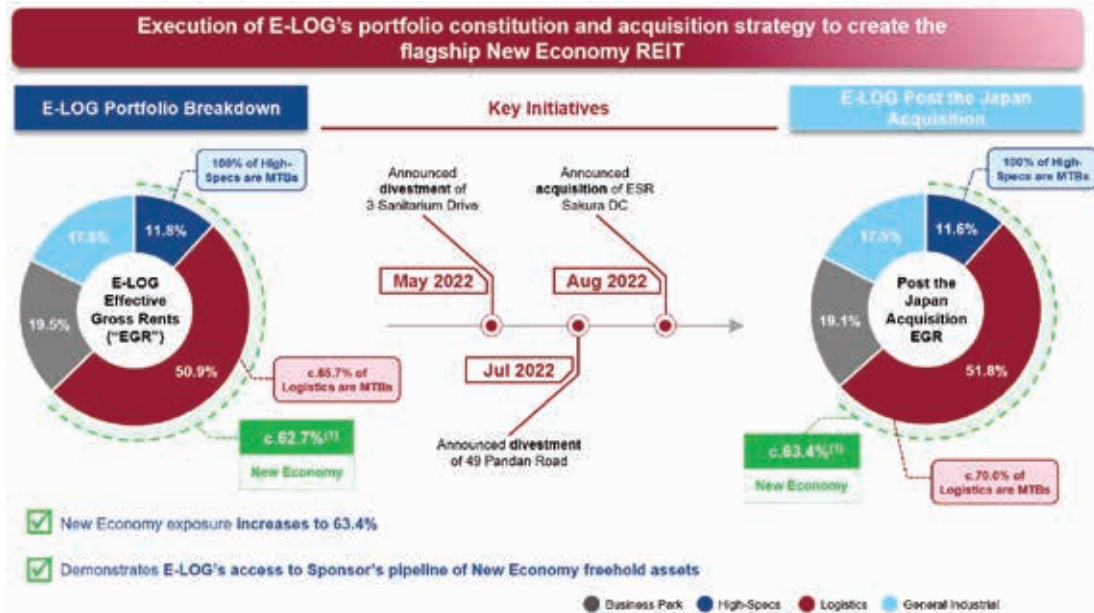 Execution of E-LOG's portfolio constitution and acquisition strategy to create the
flagship New Economy REIT
E-LOG Portfolio Breakdown
Key Initiatives
E-LOG Post the Japan
Acquisition
100% of High-
Specs are MTBs
17.8%
11.8%
E-LOG
Effective
Gross Rents
("EGR")
19.5%
50.9%
c.65.7% of
Logistics are MTBs
c.62.7%(1)
New Economy
Announced
divestment of
3 Sanitarium Drive
Announced
acquisition of ESR
Sakura DC
May 2022
Aug 2022
Jul 2022
Announced divestment
of 49 Pandan Road
100% of High-
Specs are MTBs
17.5%
11.6%
Post the
Japan
Acquisition
EGR
19.1%
51.8%
c.63.4%(1)
New Economy
c.70.0% of
Logistics are MTBs
New Economy exposure increases to 63.4%
Demonstrates E-LOG's access to Sponsor's pipeline of New Economy freehold assets
Business Park
High-Specs
Logistics
General Industrial